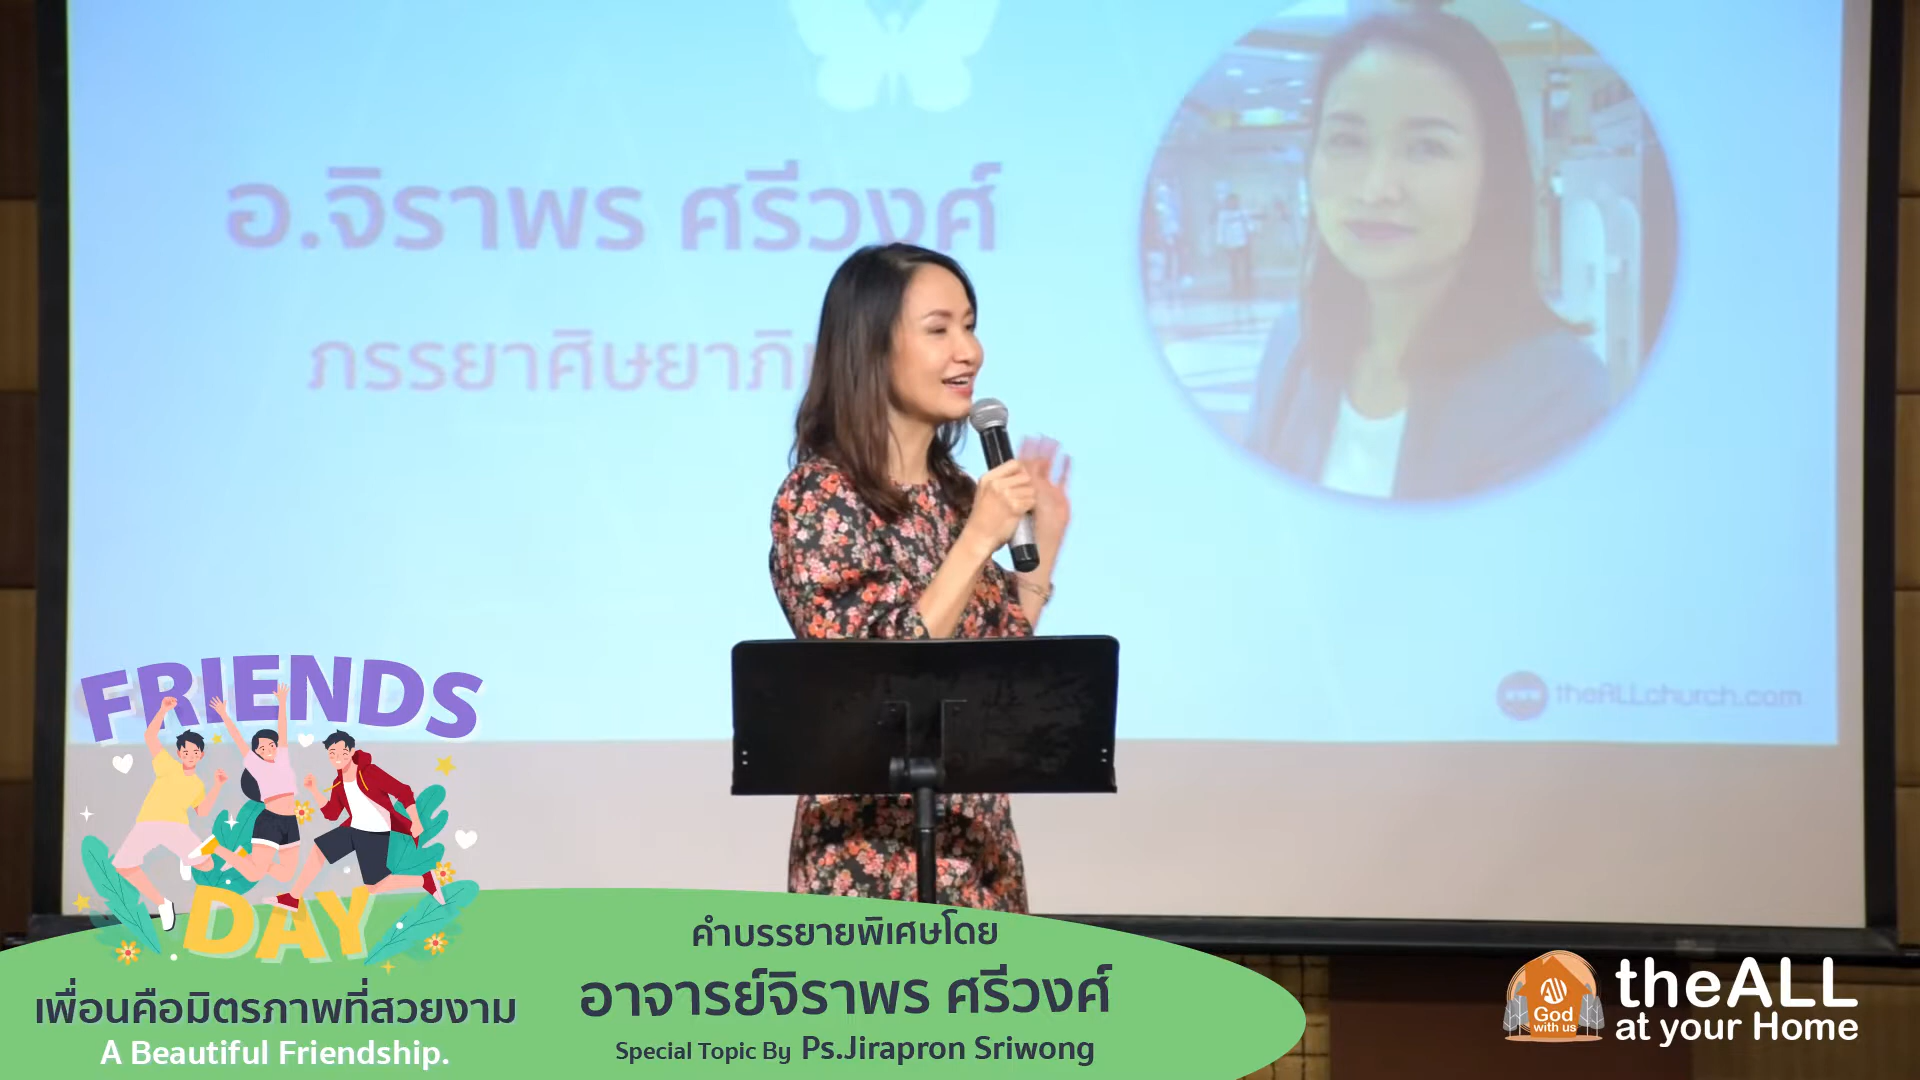 อ.จิราพร ศรีวงศ์
ภรรยาศิษยาภิ
theALLchurch.com
FRIENDS
DAY
เพื่อนคือมิตรภาพที่สวยงาม
A Beautiful Friendship.
คำบรรยายพิเศษโดย
อาจารย์จิราพร ศรีวงศ์
Special Topic By Ps.Jirapron Sriwong
All
God
with us
theALL
at your Home